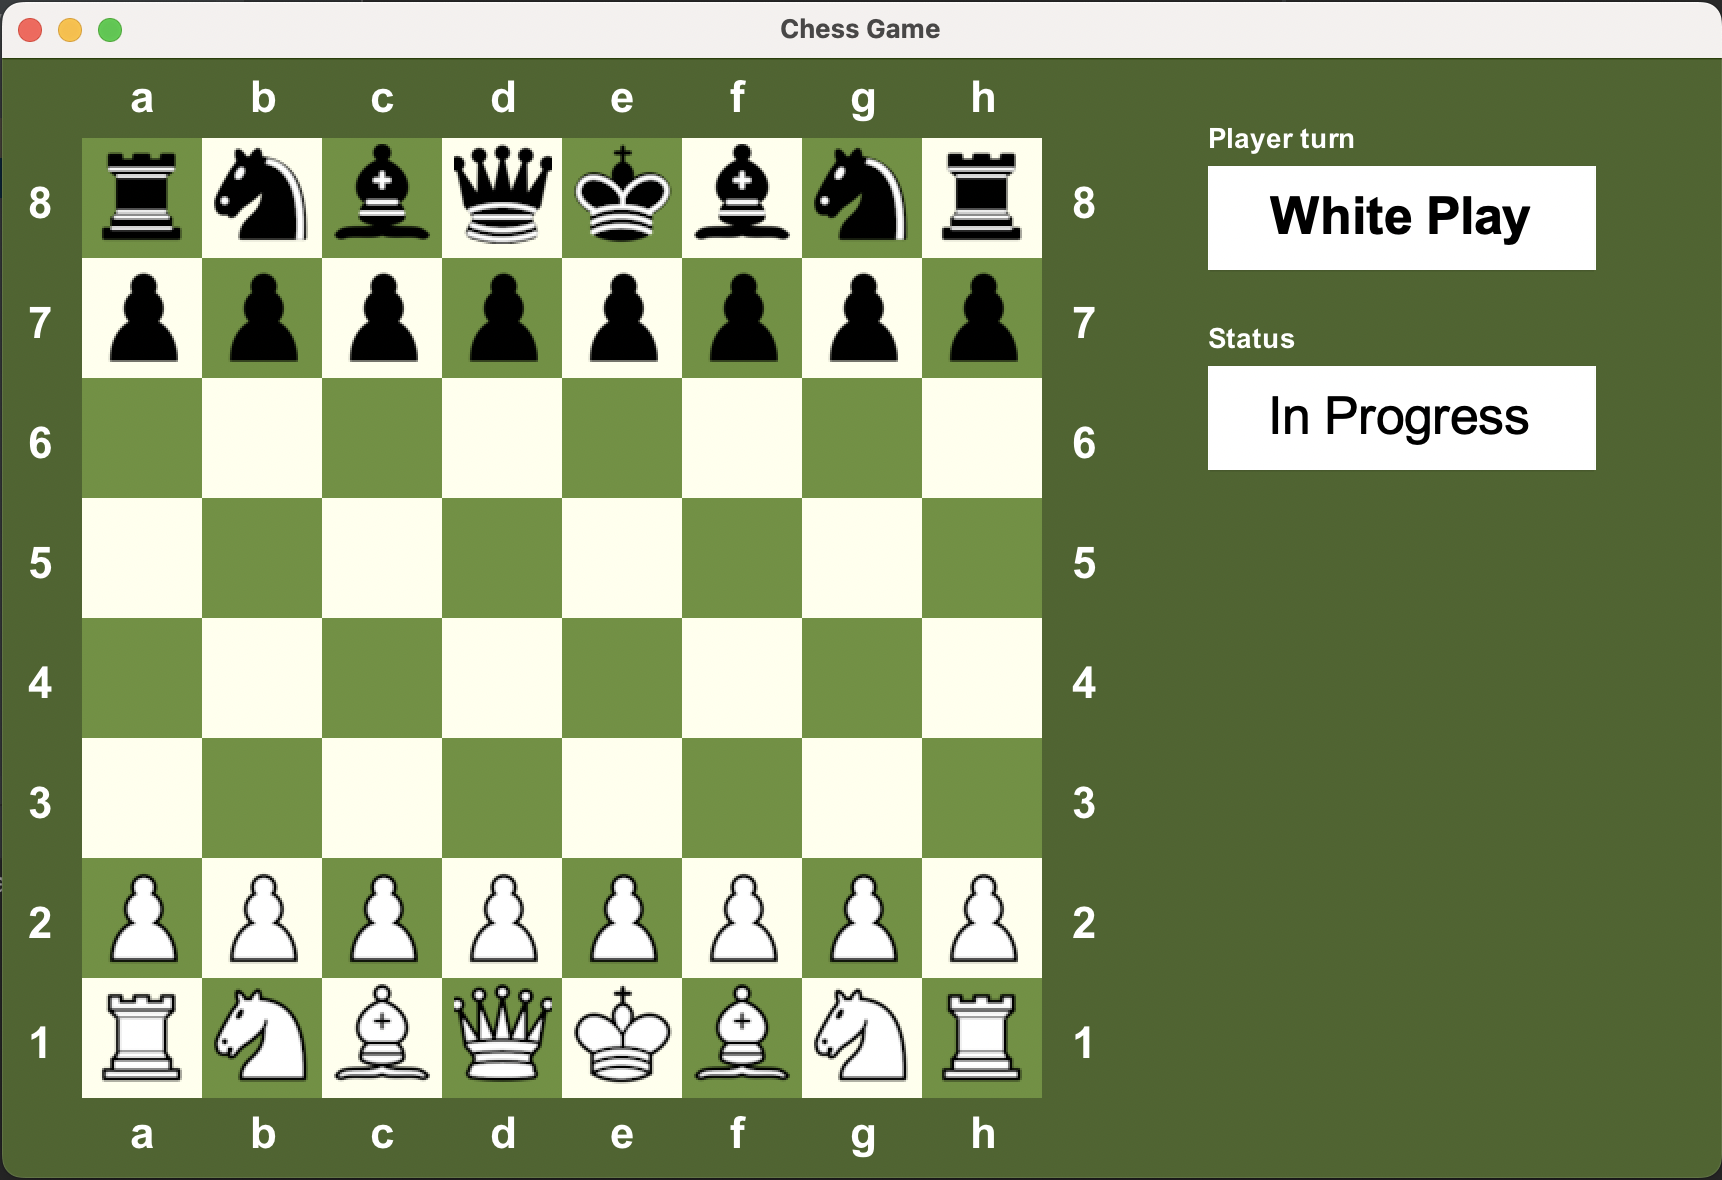 Chess Game
a b c d e f g h
Player turn
8 8
White Play
7 7
Status
In Progress
6 6
5 5
4 4
3 3
2 2
1 1
a b c d e f g h